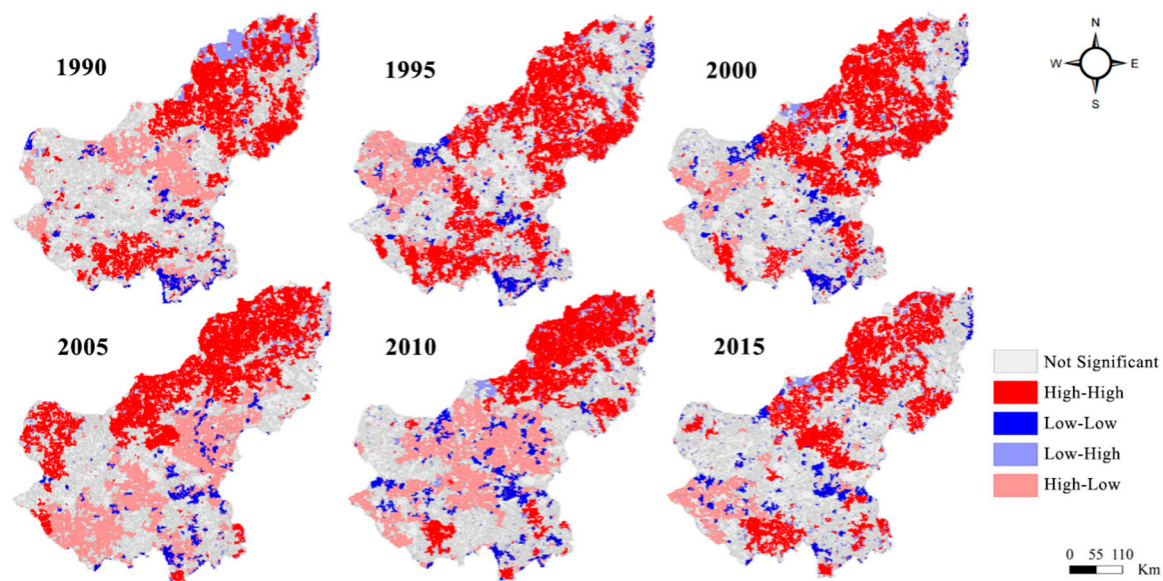 1990
1995
2000
N
W
E
S
2005
2010
2015
Not Significant
High-High
Low-Low
Low-High
High-Low
0 55 110
Km